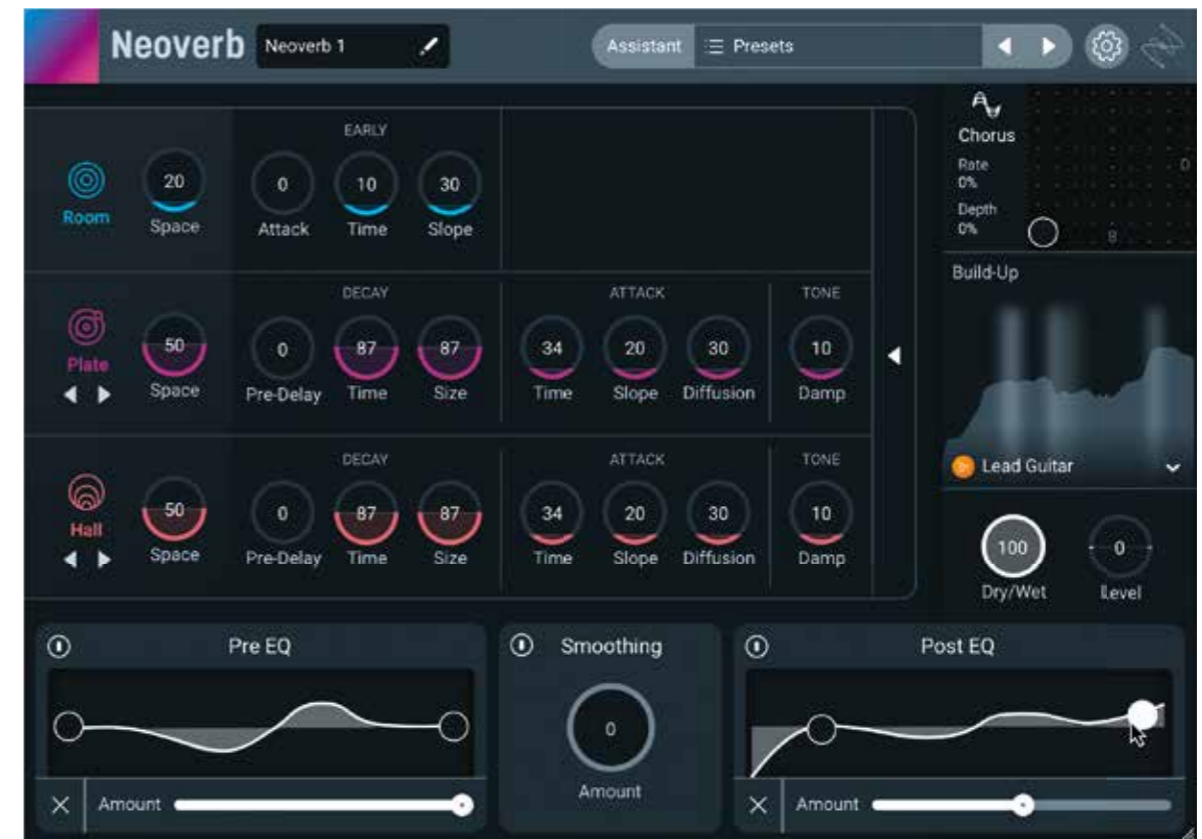 Neoverb Neoverb 1 Assistant Presets
EARLY
Room
20
Space
0
Attack
10
Time
30
Slope
DECAY ATTACK TONE
Plate
50
Space
0
Pre-Delay
87
Time
87
Size
34
Time
20
Slope
30
Diffusion
10
Damp
DECAY ATTACK TONE
Hall
50
Space
0
Pre-Delay
87
Time
87
Size
34
Time
20
Slope
30
Diffusion
10
Damp
Chorus
Rate
0%
Depth
0%
Build-Up
Lead Guitar
100
Dry/Wet
0
Level
Pre EQ
Amount
Smoothing
0
Amount
Post EQ
Amount